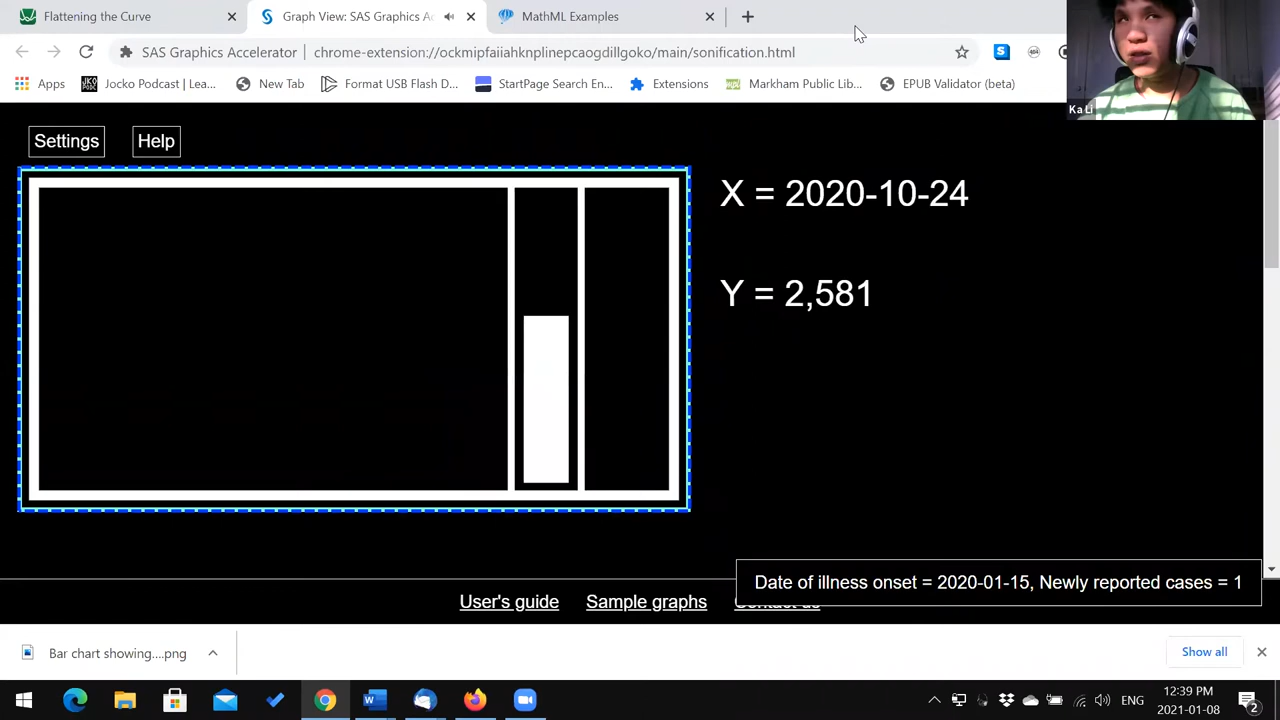 Flattening the Curve
Graph View: SAS Graphics Ac
MathML Examples
SAS Graphics Accelerator
chrome-extension://ockmipfaiiahknplinepcaogdillgoko/main/sonification.html
Apps
Jocko Podcast | Lea...
New Tab
Format USB Flash D...
StartPage Search En...
Extensions
Markham Public Lib...
EPUB Validator (beta)
Ka Li
Settings
Help
X = 2020-10-24
Y = 2,581
Date of illness onset = 2020-01-15, Newly reported cases = 1
User's guide
Sample graphs
Contact us
Bar chart showing....png
Show all
ENG
12:39 PM
2021-01-08
2